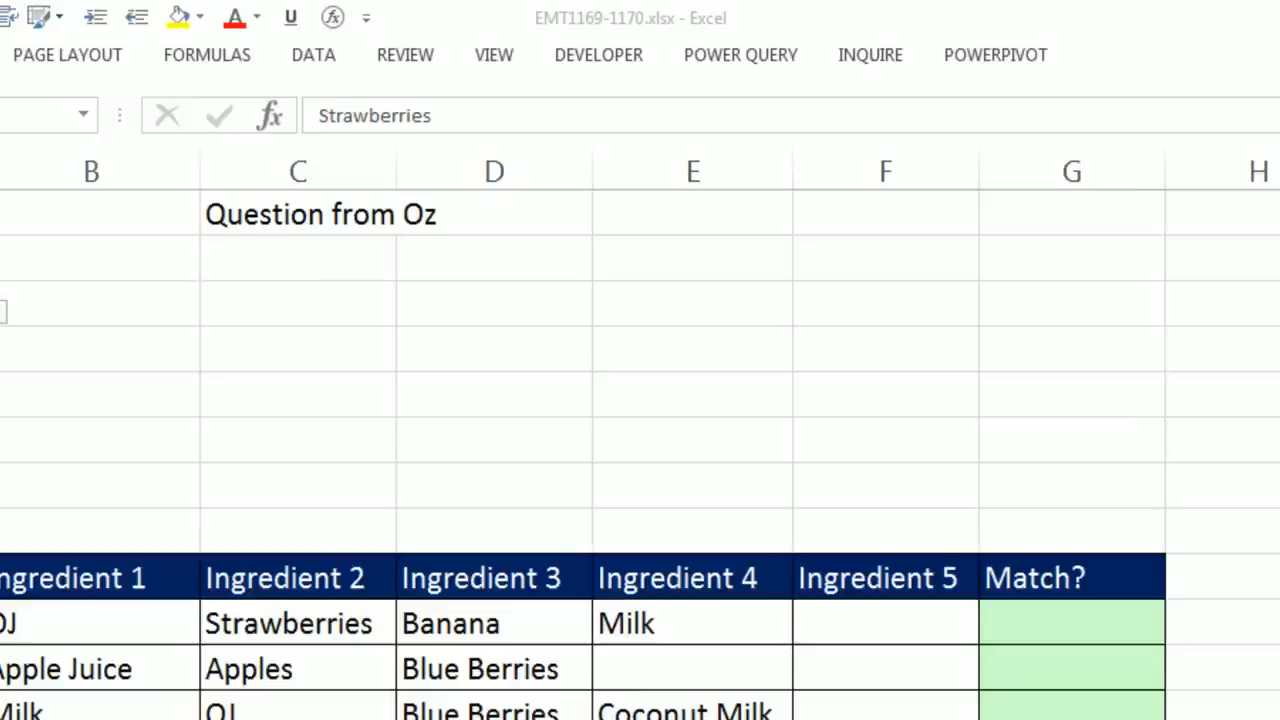 EMT1169-1170.xlsx - Excel
PAGE LAYOUT FORMULAS DATA REVIEW VIEW DEVELOPER POWER QUERY INQUIRE POWERPIVOT
fx Strawberries
B C D E F G H
Question from Oz
ngredient 1 Ingredient 2 Ingredient 3 Ingredient 4 Ingredient 5 Match?
OJ Strawberries Banana Milk
Apple Juice Apples Blue Berries
Milk OJ Blue Berries Coconut Milk